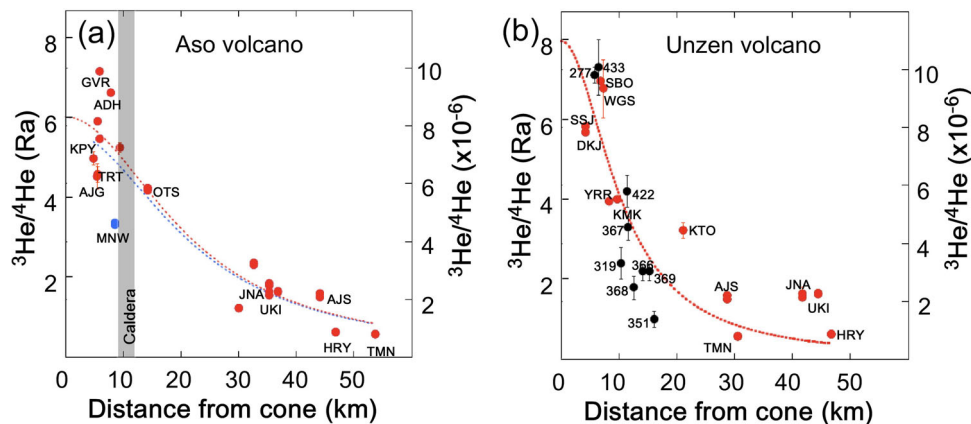 (a)
Aso volcano
GVR
ADH
KPY
TRT
AJG
MNW
OTS
JNA
UKI
AJS
HRY
TMN
Caldera
8
6
4
2
0
10
20
30
40
50
10
8
6
4
2
³He/⁴He (Ra)
³He/⁴He (x10⁻⁶)
Distance from cone (km)
(b)
Unzen volcano
277
433
SBO
WGS
SSJ
DKJ
YRR
422
KMK
367
KTO
319
366
369
368
351
AJS
TMN
JNA
UKI
HRY
8
6
4
2
0
10
20
30
40
50
10
8
6
4
2
³He/⁴He (Ra)
³He/⁴He (x10⁻⁶)
Distance from cone (km)